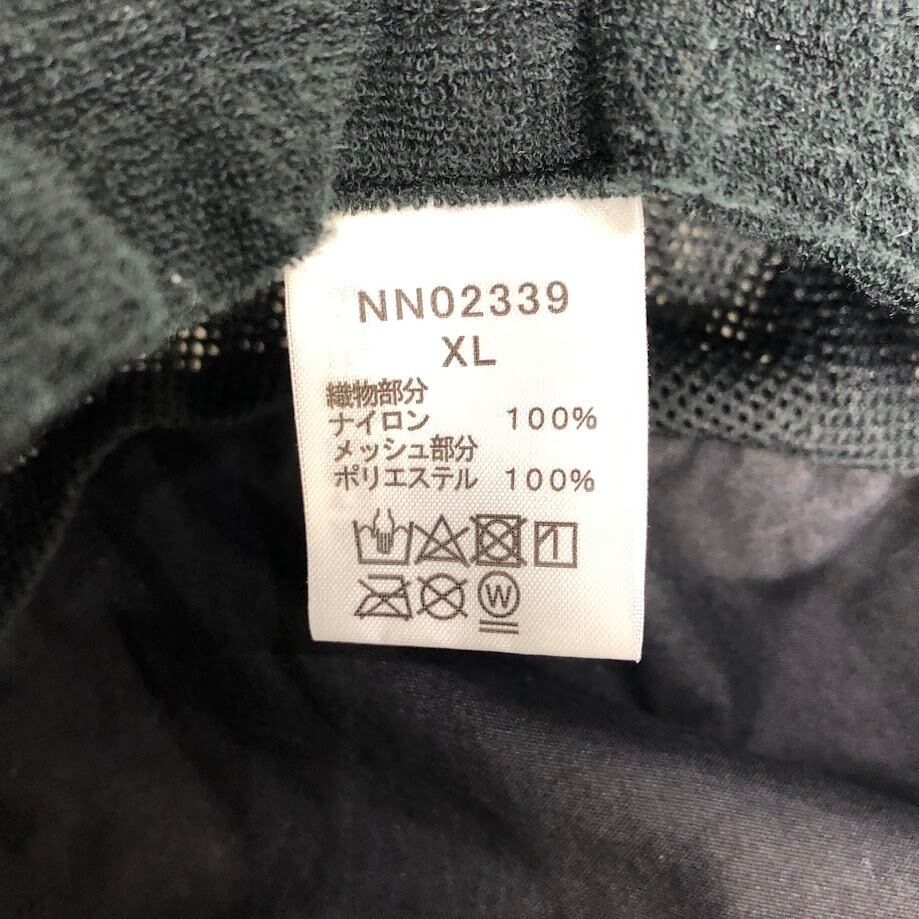 NN02339
XL
織物部分
ナイロン 100%
メッシュ部分
ポリエステル 100%
W